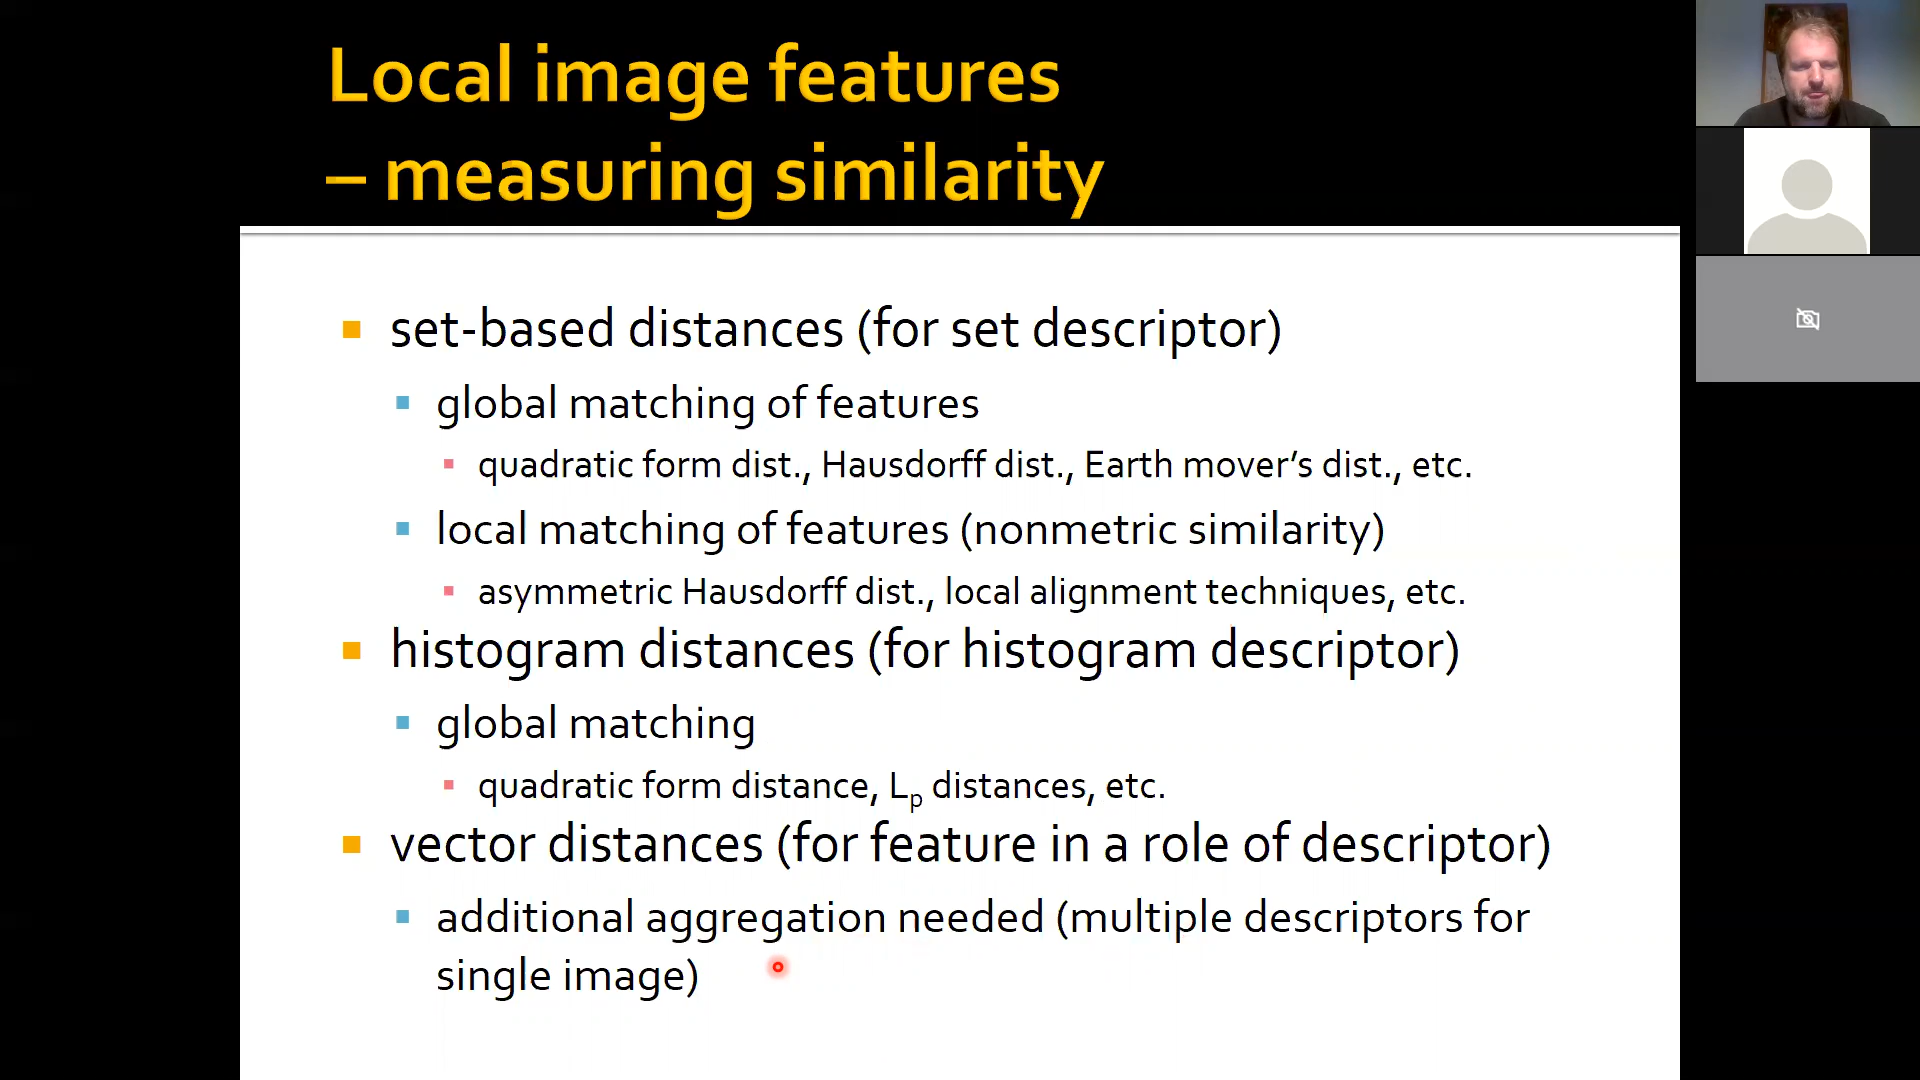 Local image features
– measuring similarity
set-based distances (for set descriptor)
global matching of features
quadratic form dist., Hausdorff dist., Earth mover’s dist., etc.
local matching of features (nonmetric similarity)
asymmetric Hausdorff dist., local alignment techniques, etc.
histogram distances (for histogram descriptor)
global matching
quadratic form distance, Lp distances, etc.
vector distances (for feature in a role of descriptor)
additional aggregation needed (multiple descriptors for
single image)